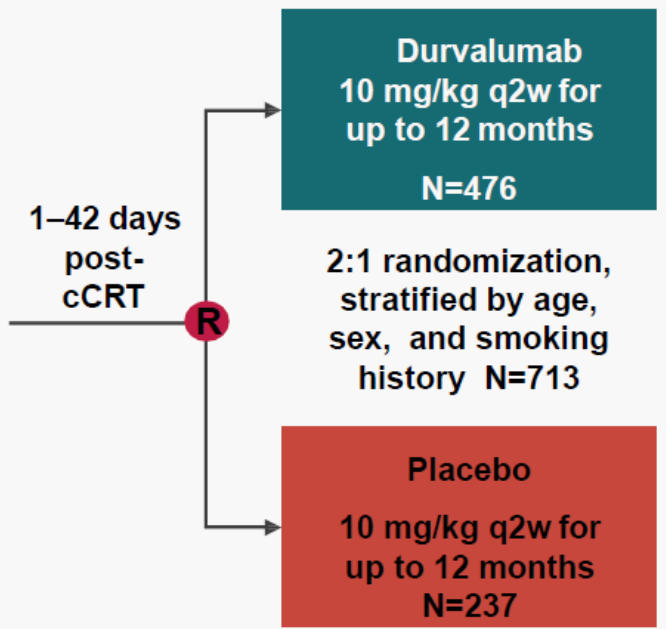 Durvalumab
10 mg/kg q2w for
up to 12 months
N=476
1–42 days
post-
cCRT
R
2:1 randomization,
stratified by age,
sex, and smoking
history N=713
Placebo
10 mg/kg q2w for
up to 12 months
N=237